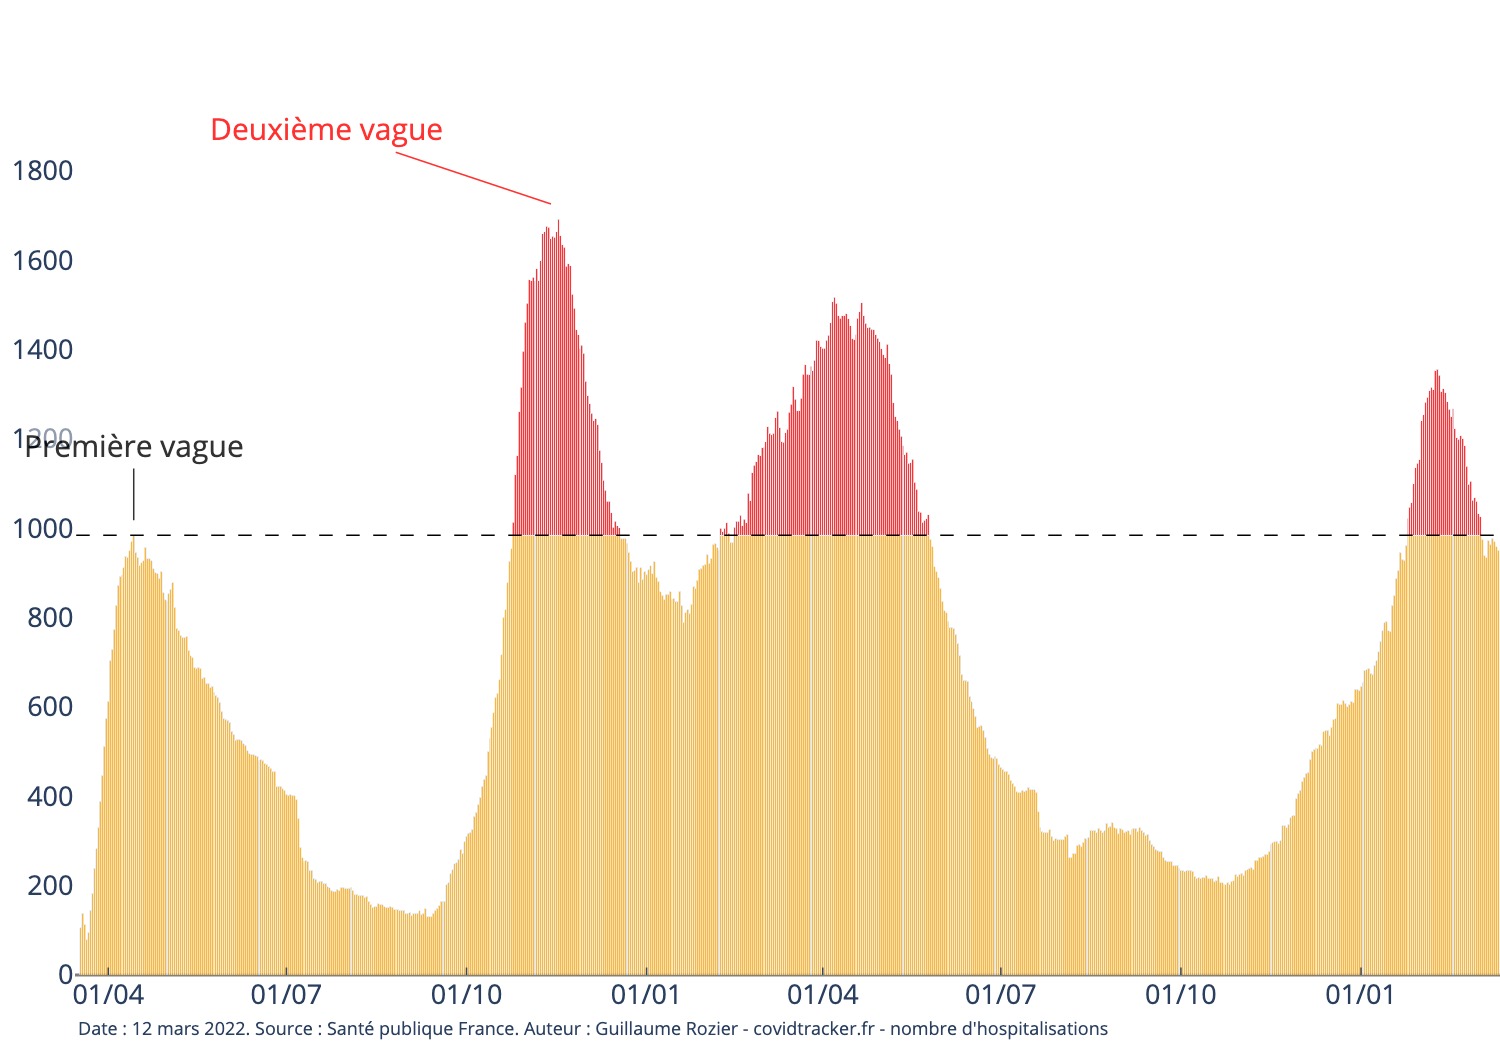 Deuxième vague
1800
1600
1400
1200
Première vague
1000
800
600
400
200
0
01/04 01/07 01/10 01/01 01/04 01/07 01/10 01/01
Date : 12 mars 2022. Source : Santé publique France. Auteur : Guillaume Rozier - covidtracker.fr - nombre d'hospitalisations